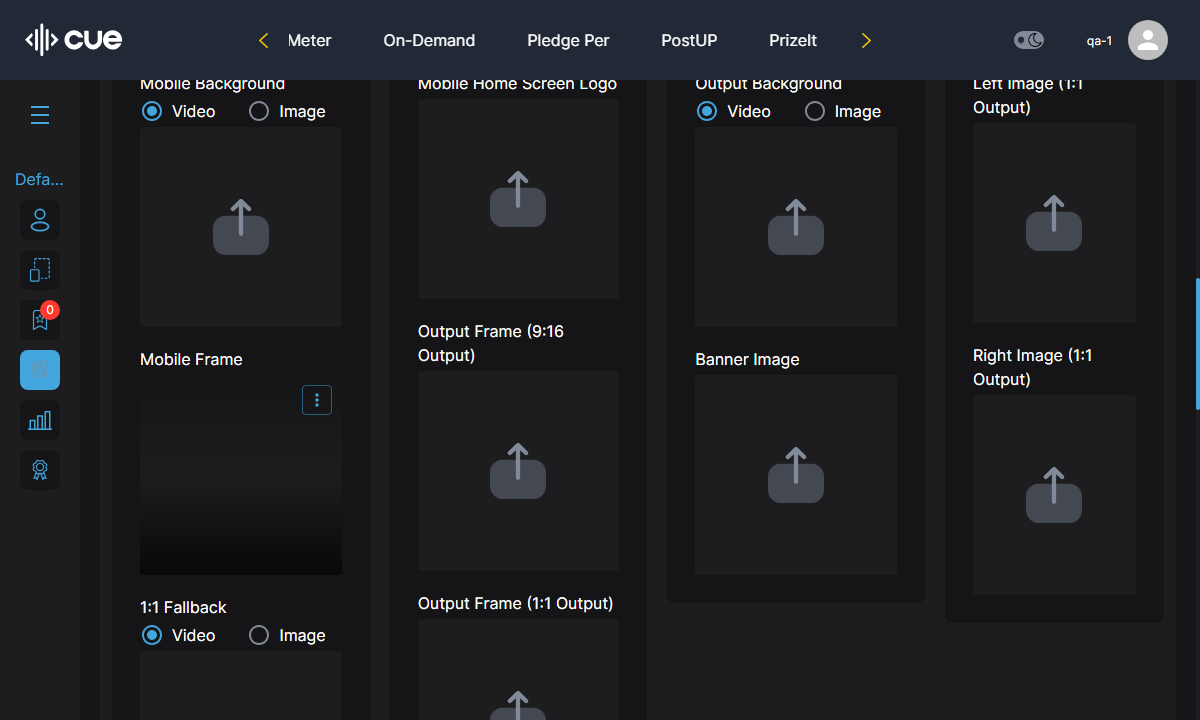 cue
Meter
On-Demand
Pledge Per
PostUP
PrizeIt
qa-1
Defa...
0
Mobile Background
Video
Image
Mobile Frame
1:1 Fallback
Video
Image
Mobile Home Screen Logo
Output Frame (9:16
Output)
Output Frame (1:1 Output)
Output Background
Video
Image
Banner Image
Left Image (1:1
Output)
Right Image (1:1
Output)